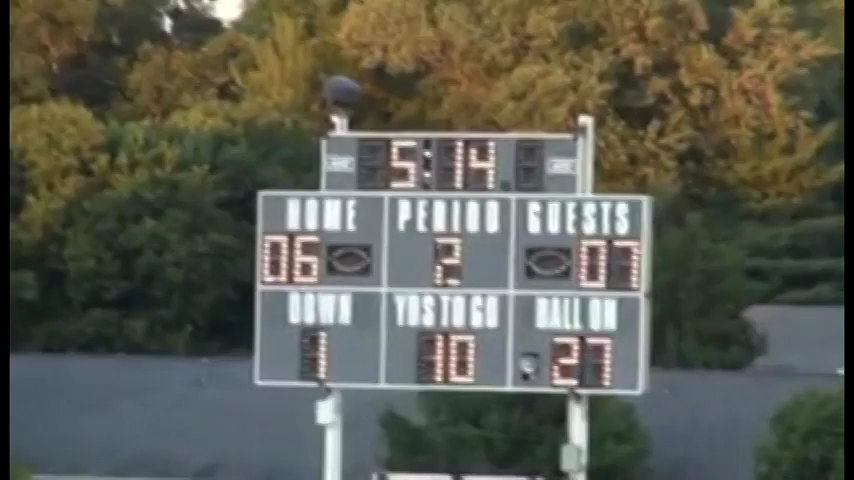 5:14
HOME PERIOD GUESTS
06 2 07
DOWN YDS TO GO BALL ON
1 10 27